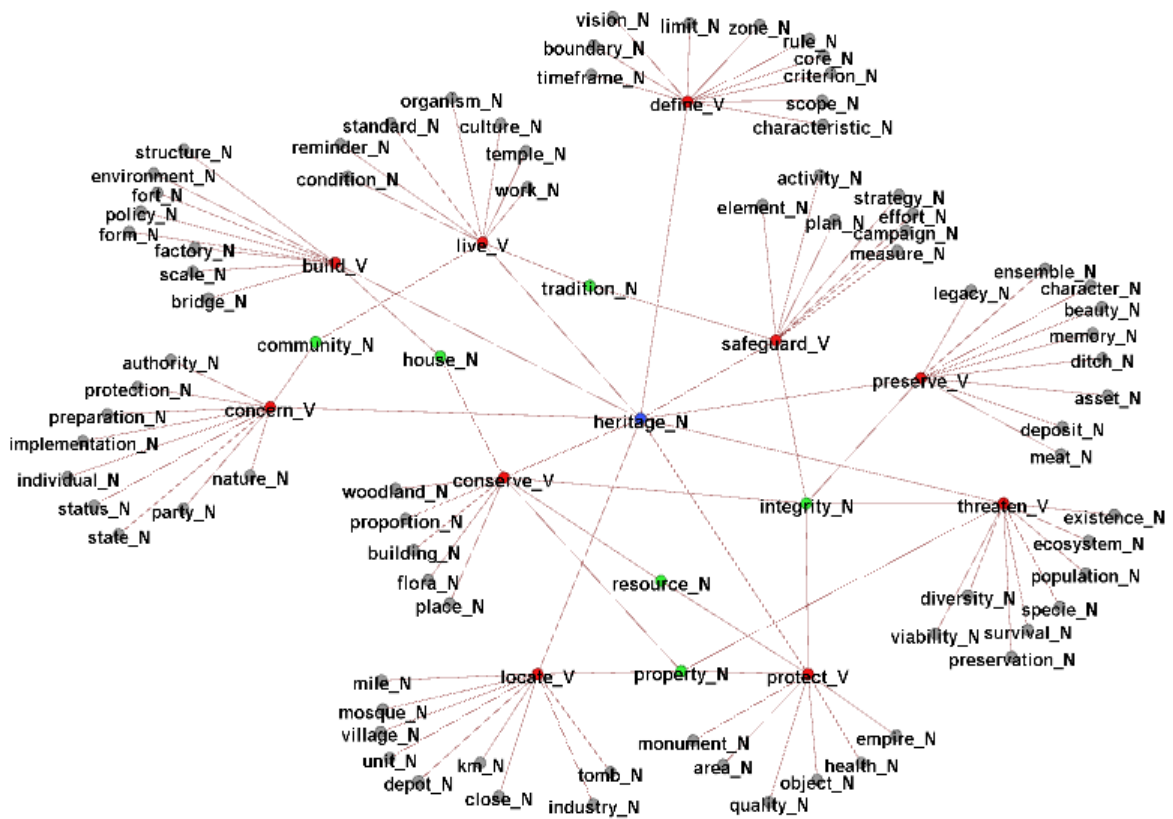 vision_N
limit_N
zone_N
rule_N
boundary_N
core_N
timeframe_N
criterion_N
define_V
scope_N
characteristic_N
organism_N
standard_N
culture_N
reminder_N
temple_N
condition_N
work_N
live_V
structure_N
environment_N
fort_N
policy_N
form_N
factory_N
scale_N
bridge_N
build_V
activity_N
strategy_N
element_N
plan_N
effort_N
campaign_N
measure_N
tradition_N
safeguard_V
ensemble_N
legacy_N
character_N
beauty_N
memory_N
ditch_N
preserve_V
asset_N
deposit_N
meat_N
community_N
house_N
authority_N
protection_N
preparation_N
concern_V
implementation_N
individual_N
nature_N
status_N
party_N
state_N
heritage_N
conserve_V
woodland_N
proportion_N
building_N
flora_N
place_N
integrity_N
threaten_V
existence_N
ecosystem_N
population_N
diversity_N
specie_N
viability_N
survival_N
preservation_N
resource_N
locate_V
property_N
protect_V
mile_N
mosque_N
village_N
unit_N
depot_N
km_N
close_N
tomb_N
industry_N
monument_N
area_N
quality_N
object_N
health_N
empire_N